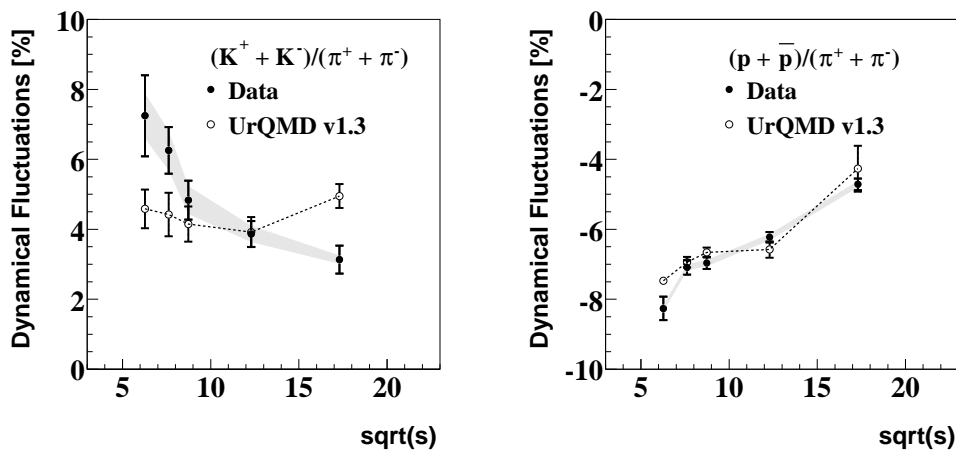 Dynamical Fluctuations [%]
10
8
6
4
2
0
(K⁺ + K⁻)/(π⁺ + π⁻)
Data
UrQMD v1.3
5 10 15 20
sqrt(s)
Dynamical Fluctuations [%]
0
-2
-4
-6
-8
-10
(p + p̅)/(π⁺ + π⁻)
Data
UrQMD v1.3
5 10 15 20
sqrt(s)